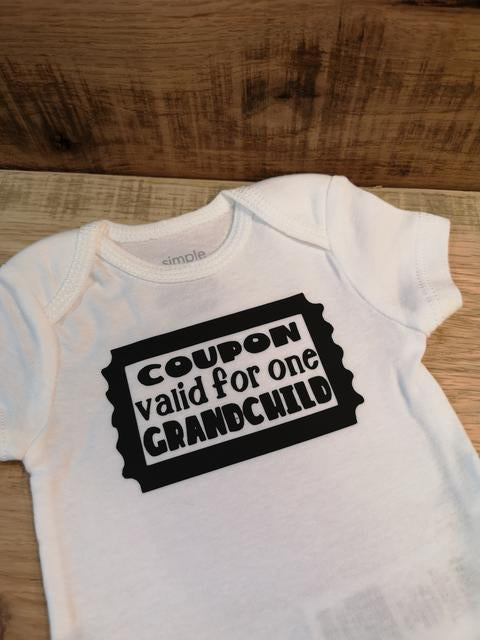 simple
COUPON
valid for one
GRANDCHILD